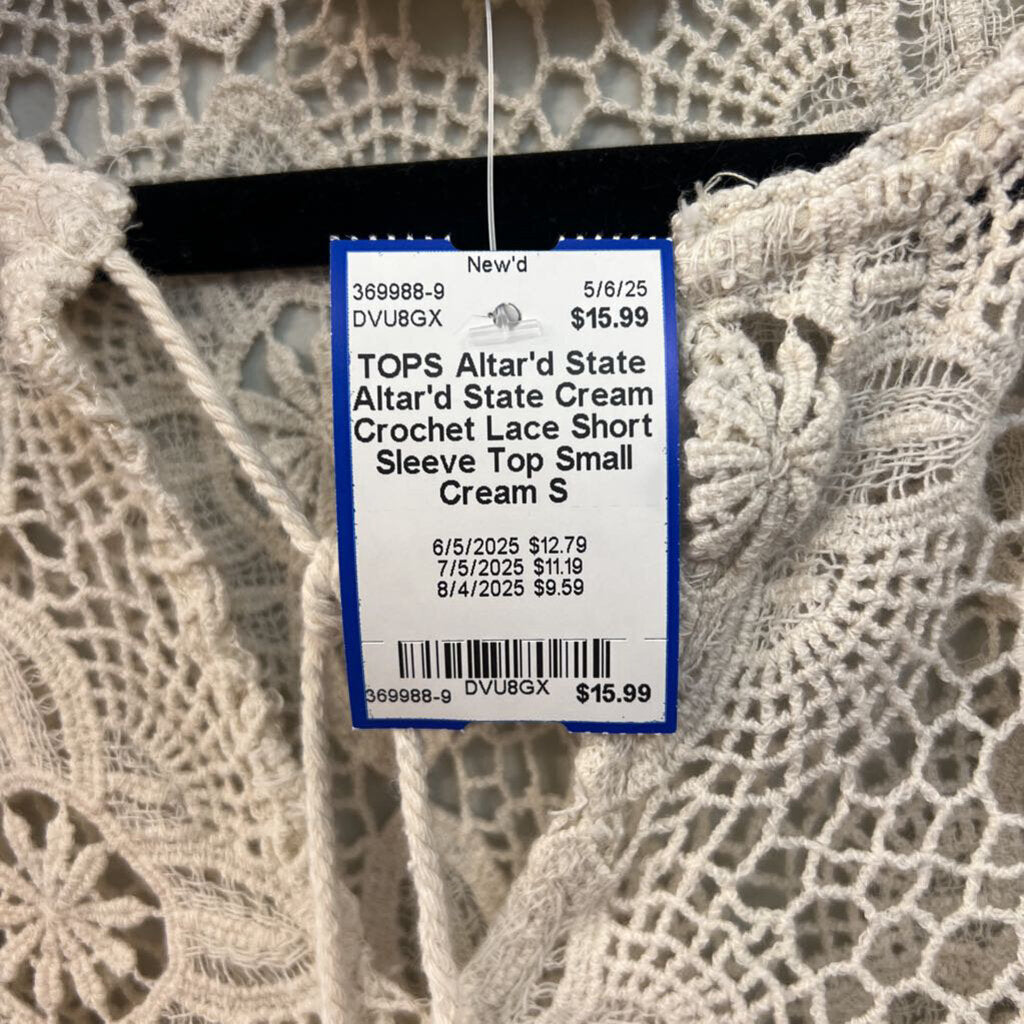 New'd
369988-9 5/6/25
DVU8GX $15.99
TOPS Altar'd State
Altar'd State Cream
Crochet Lace Short
Sleeve Top Small
Cream S
6/5/2025 $12.79
7/5/2025 $11.19
8/4/2025 $9.59
369988-9 DVU8GX $15.99